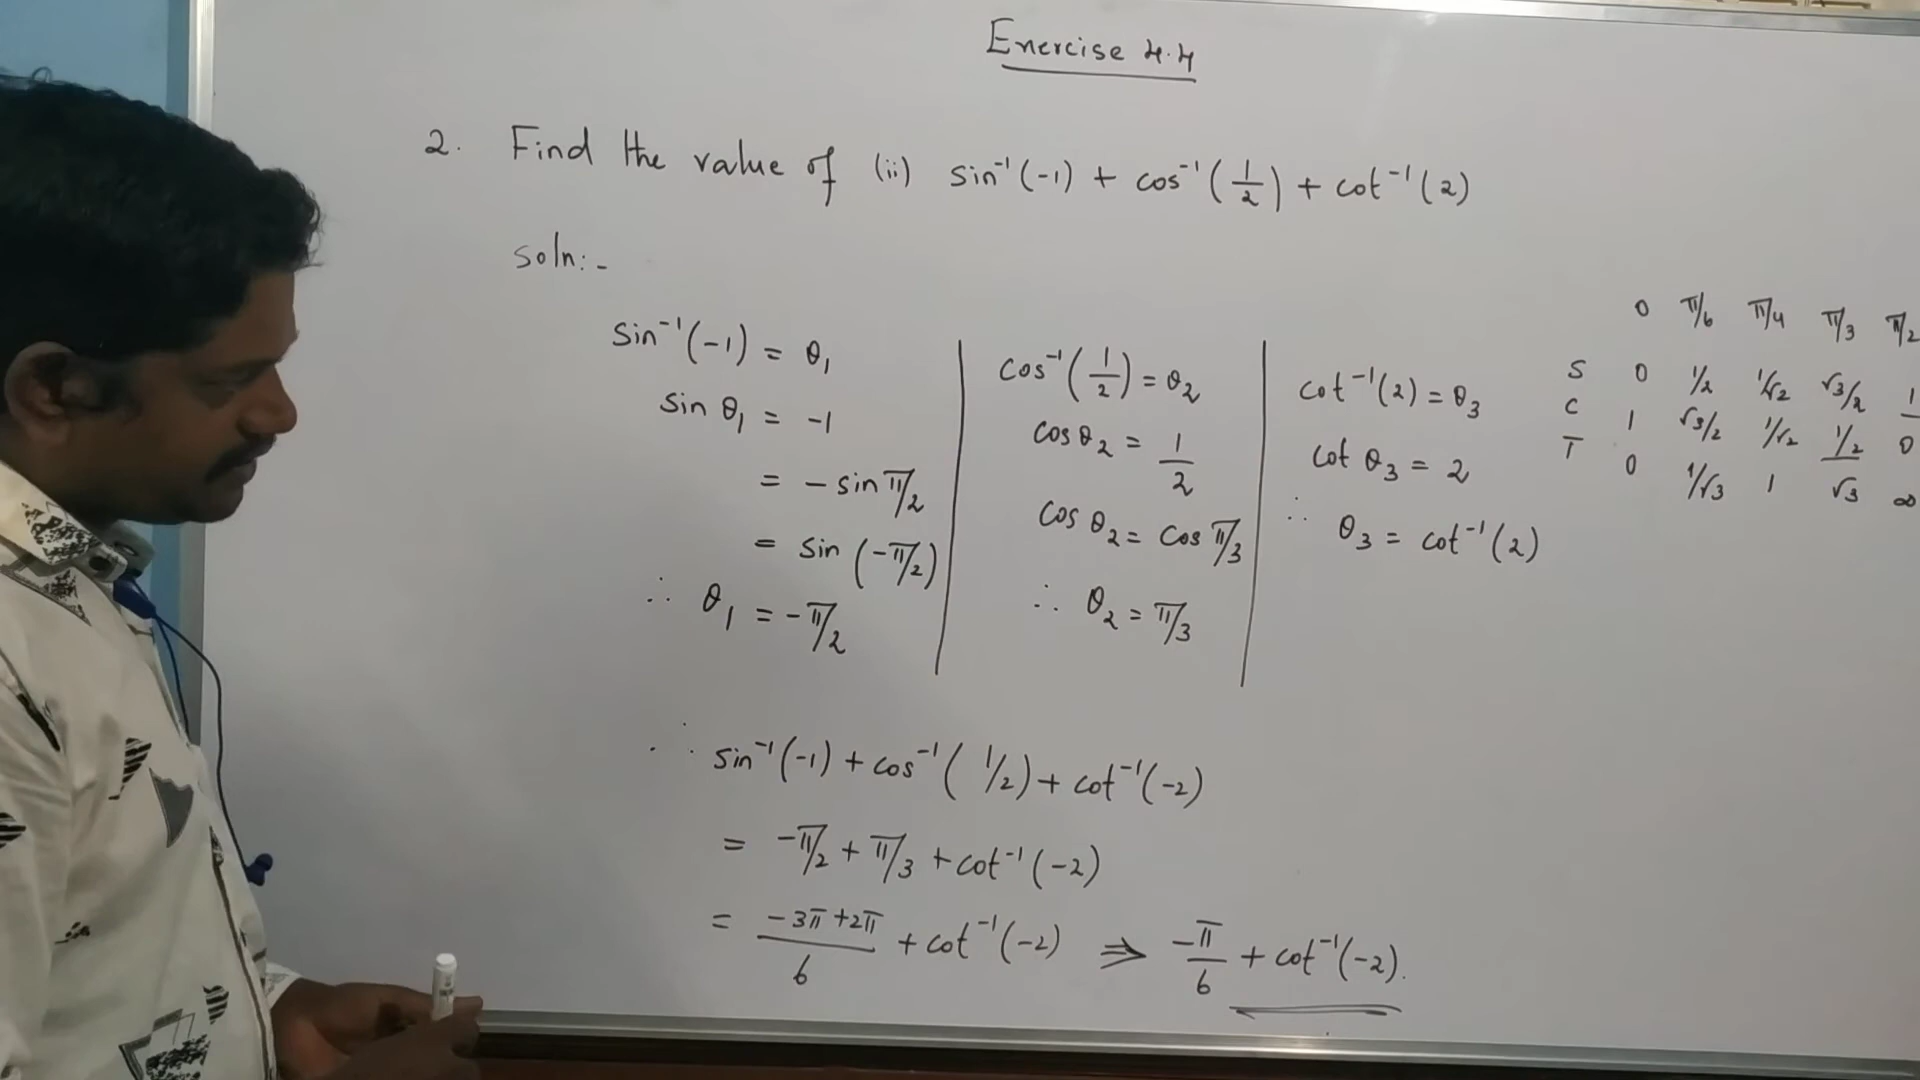 Exercise 4.4
2. Find the value of (ii) sin⁻¹(-1) + cos⁻¹(1/2) + cot⁻¹(2)
soln:-
sin⁻¹(-1) = θ₁
sin θ₁ = -1
= - sin π/2
= sin (-π/2)
∴ θ₁ = -π/2
cos⁻¹(1/2) = θ₂
cos θ₂ = 1/2
cos θ₂ = cos π/3
∴ θ₂ = π/3
cot⁻¹(2) = θ₃
cot θ₃ = 2
∴ θ₃ = cot⁻¹(2)
0 π/6 π/4 π/3 π/2
S 0 1/2 1/√2 √3/2 1
C 1 √3/2 1/√2 1/2 0
T 0 1/√3 1 √3 ∞
∴ sin⁻¹(-1) + cos⁻¹(1/2) + cot⁻¹(-2)
= -π/2 + π/3 + cot⁻¹(-2)
= (-3π+2π)/6 + cot⁻¹(-2) ⇒ -π/6 + cot⁻¹(-2).